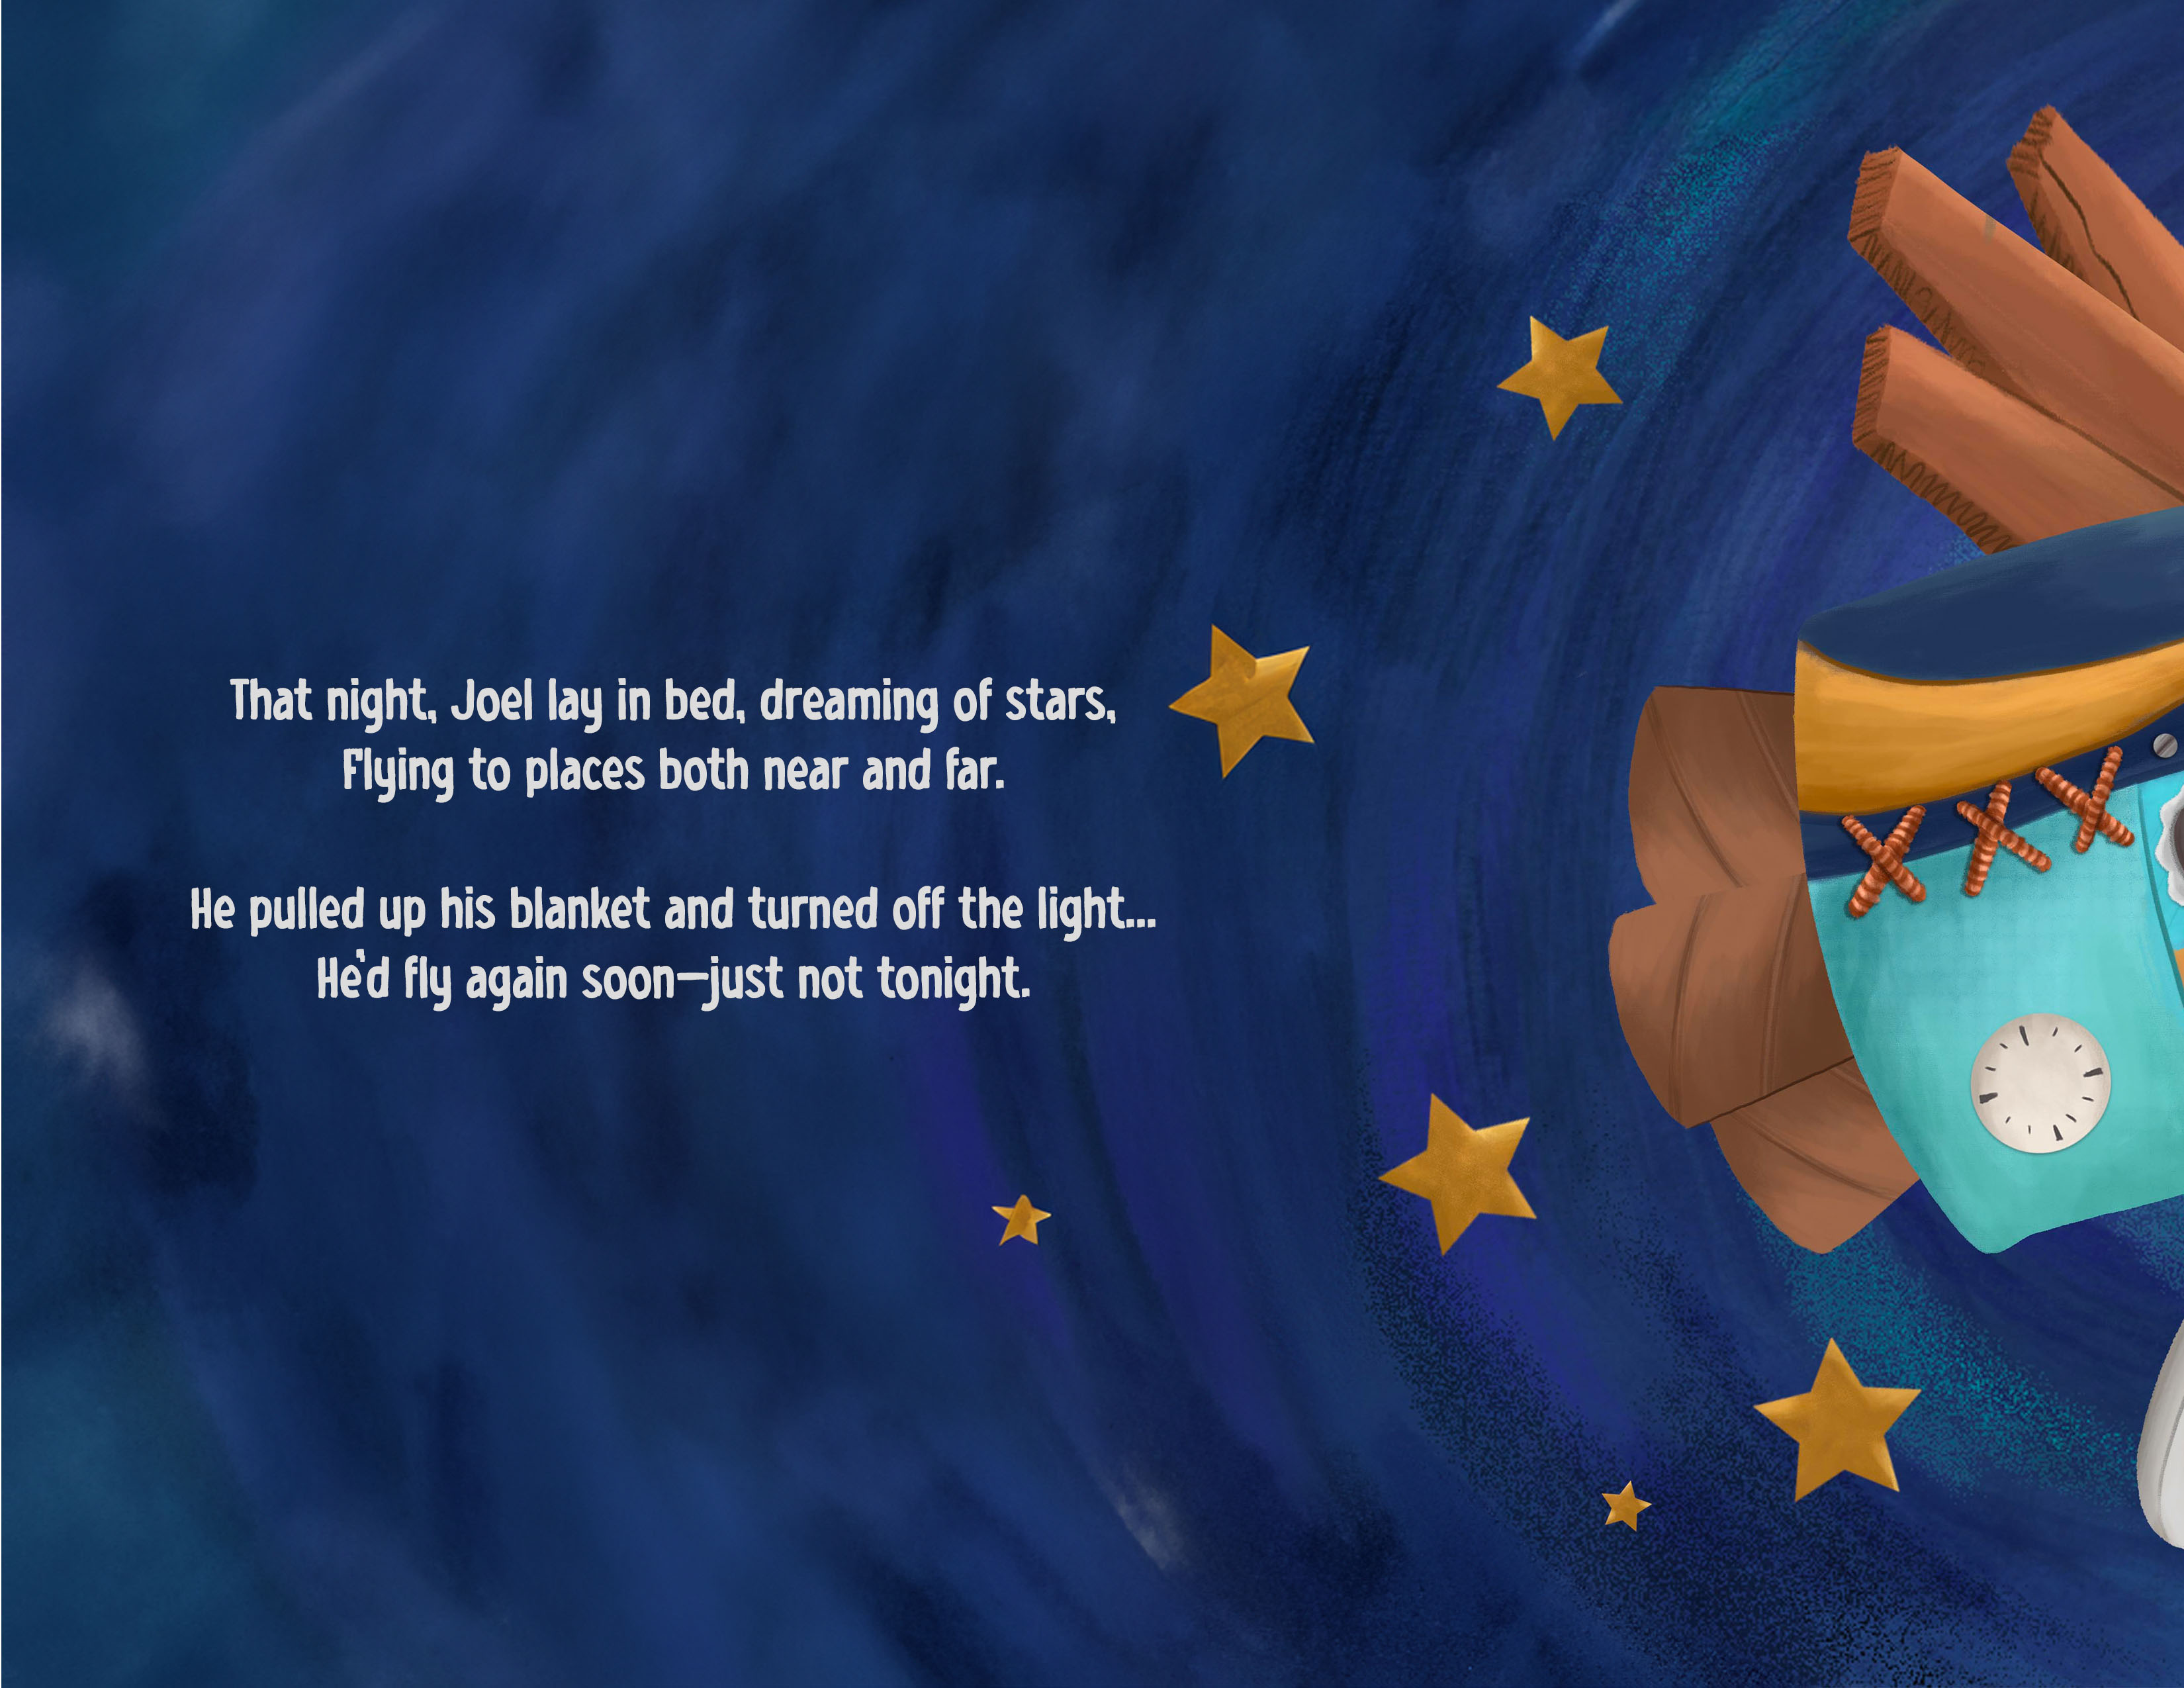 That night, Joel lay in bed, dreaming of stars,
Flying to places both near and far.
He pulled up his blanket and turned off the light...
He'd fly again soon—just not tonight.